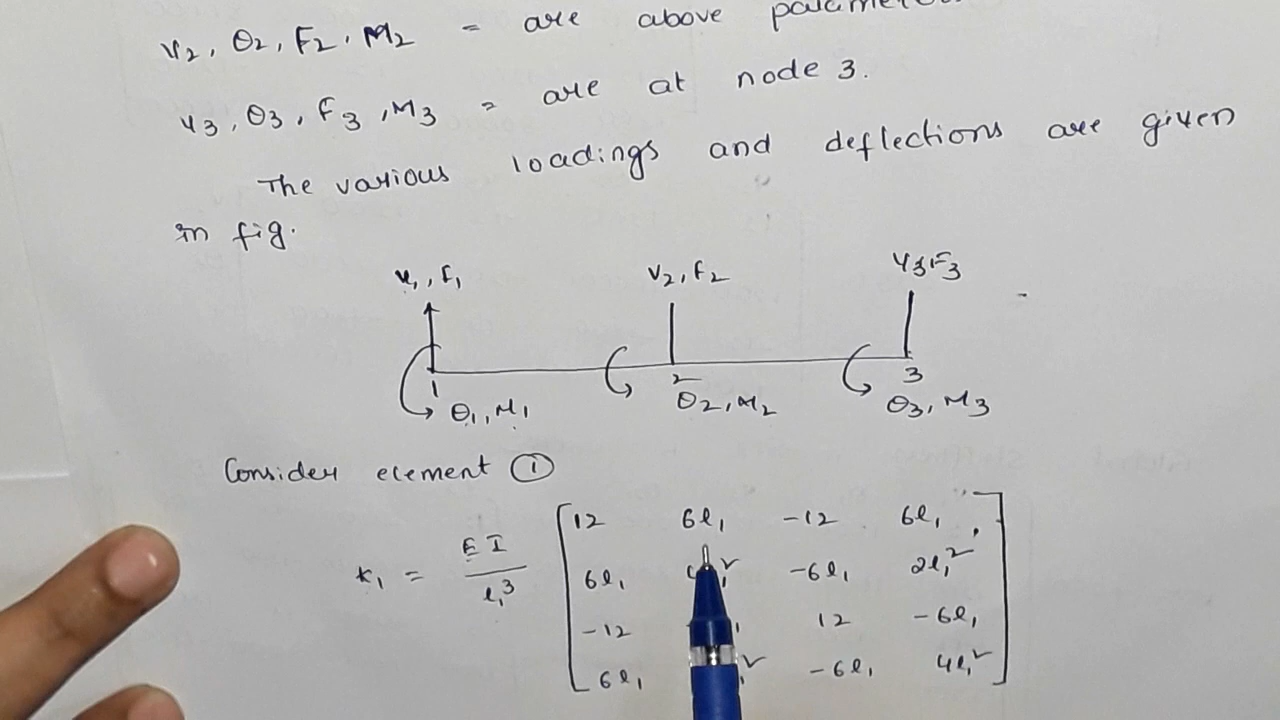 v2, θ2, F2, M2 = are above
v3, θ3, F3, M3 = are at node 3.
The various loadings and deflections are given
in fig.
v1, F1 v2, F2 v3, F3
1 2 3
θ1, M1 θ2, M2 θ3, M3
Consider element ①
12 6l₁ -12 6l₁
K₁ = EI / l₁³
6l₁ -6l₁ 2l₁²
-12 12 -6l₁
6l₁ -6l₁ 4l₁²